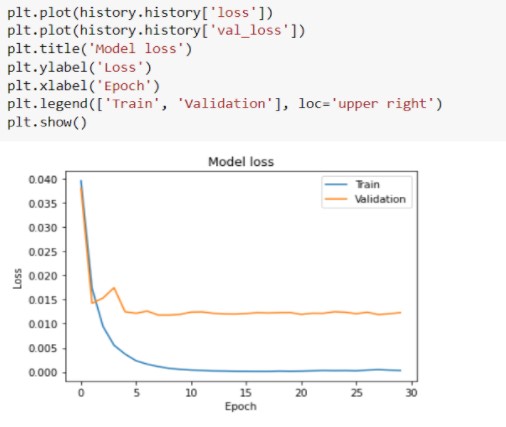 plt.plot(history.history['loss'])
plt.plot(history.history['val_loss'])
plt.title('Model loss')
plt.ylabel('Loss')
plt.xlabel('Epoch')
plt.legend(['Train', 'Validation'], loc='upper right')
plt.show()
Model loss
Train
Validation
0.040
0.035
0.030
0.025
0.020
0.015
0.010
0.005
0.000
Loss
0 5 10 15 20 25 30
Epoch